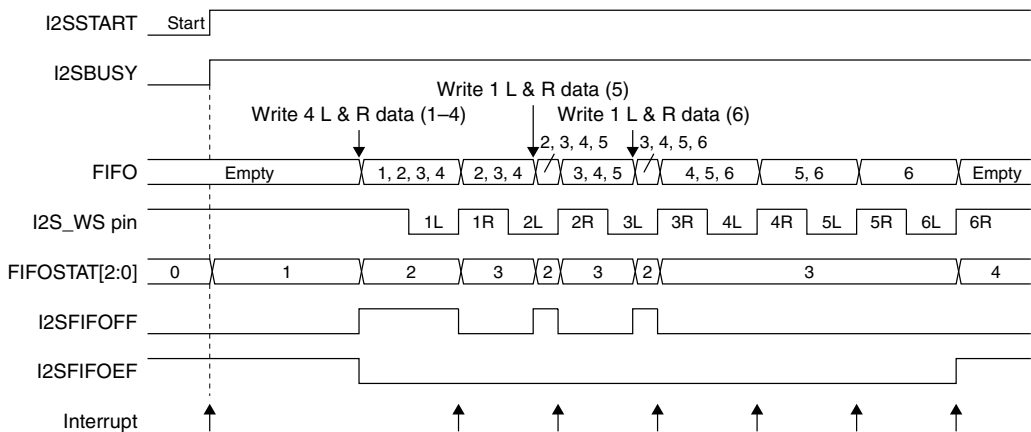 I2SSTART Start
I2SBUSY
Write 1 L & R data (5)
Write 4 L & R data (1–4) Write 1 L & R data (6)
2, 3, 4, 5 3, 4, 5, 6
FIFO Empty 1, 2, 3, 4 2, 3, 4 3, 4, 5 4, 5, 6 5, 6 6 Empty
I2S_WS pin 1L 1R 2L 2R 3L 3R 4L 4R 5L 5R 6L 6R
FIFOSTAT[2:0] 0 1 2 3 2 3 2 3 4
I2SFIFOFF
I2SFIFOEF
Interrupt